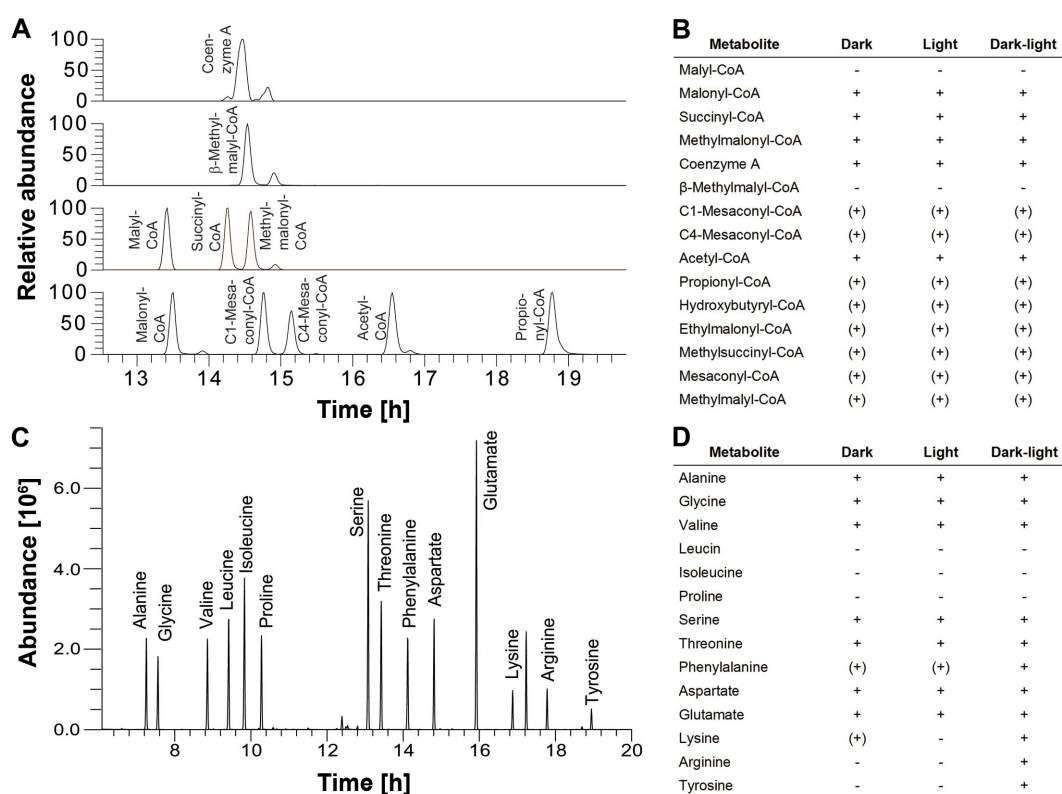 A
Relative abundance
100
50
0
Coen-
zyme A
100
50
0
β-Methyl-
malyl-CoA
100
50
0
Malyl-
CoA
Succinyl-
CoA
Methyl-
malonyl-
CoA
100
50
0
Malonyl-
CoA
C1-Mesa-
conyl-CoA
C4-Mesa-
conyl-CoA
Acetyl-
CoA
Propio-
nyl-CoA
13 14 15 16 17 18 19
Time [h]
B
Metabolite Dark Light Dark-light
Malyl-CoA - - -
Malonyl-CoA + + +
Succinyl-CoA + + +
Methylmalonyl-CoA + + +
Coenzyme A + + +
β-Methylmalyl-CoA - - -
C1-Mesaconyl-CoA (+) (+) (+)
C4-Mesaconyl-CoA (+) (+) (+)
Acetyl-CoA + + +
Propionyl-CoA (+) (+) (+)
Hydroxybutyryl-CoA (+) (+) (+)
Ethylmalonyl-CoA (+) (+) (+)
Methylsuccinyl-CoA (+) (+) (+)
Mesaconyl-CoA (+) (+) (+)
Methylmalyl-CoA (+) (+) (+)
C
Abundance [10⁶]
6.0
4.0
2.0
0.0
Alanine
Glycine
Valine
Leucine
Isoleucine
Proline
Serine
Threonine
Phenylalanine
Aspartate
Glutamate
Lysine
Arginine
Tyrosine
8 10 12 14 16 18 20
Time [h]
D
Metabolite Dark Light Dark-light
Alanine + + +
Glycine + + +
Valine + + +
Leucin - - -
Isoleucine - - -
Proline - - -
Serine + + +
Threonine + + +
Phenylalanine (+) (+) +
Aspartate + + +
Glutamate + + +
Lysine (+) - +
Arginine - - +
Tyrosine - - +